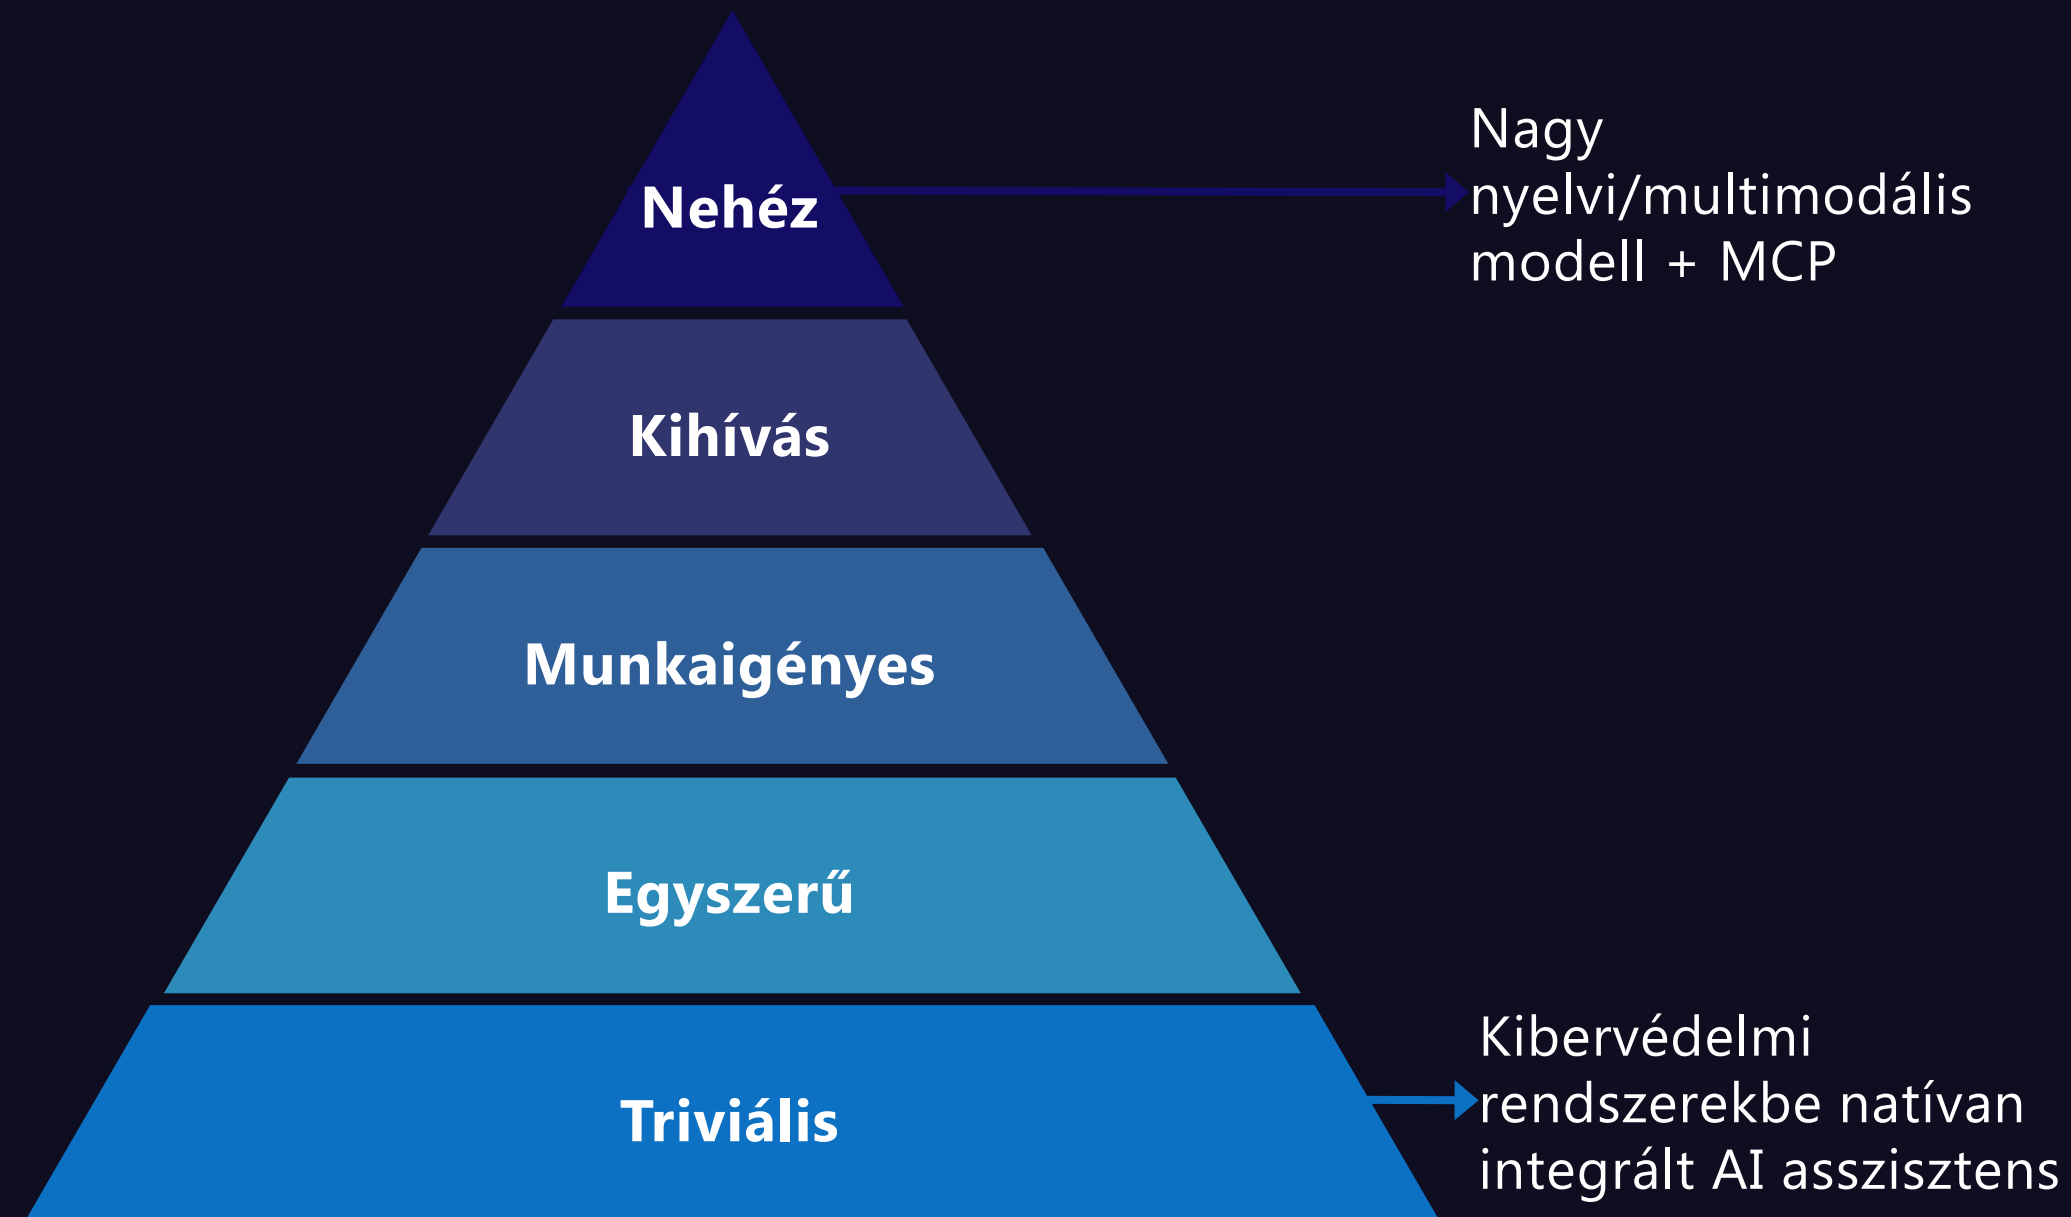 Nehéz
Nagy
nyelvi/multimodális
modell + MCP
Kihívás
Munkaigényes
Egyszerű
Triviális
Kibervédelmi
rendszerekbe natívan
integrált AI asszisztens